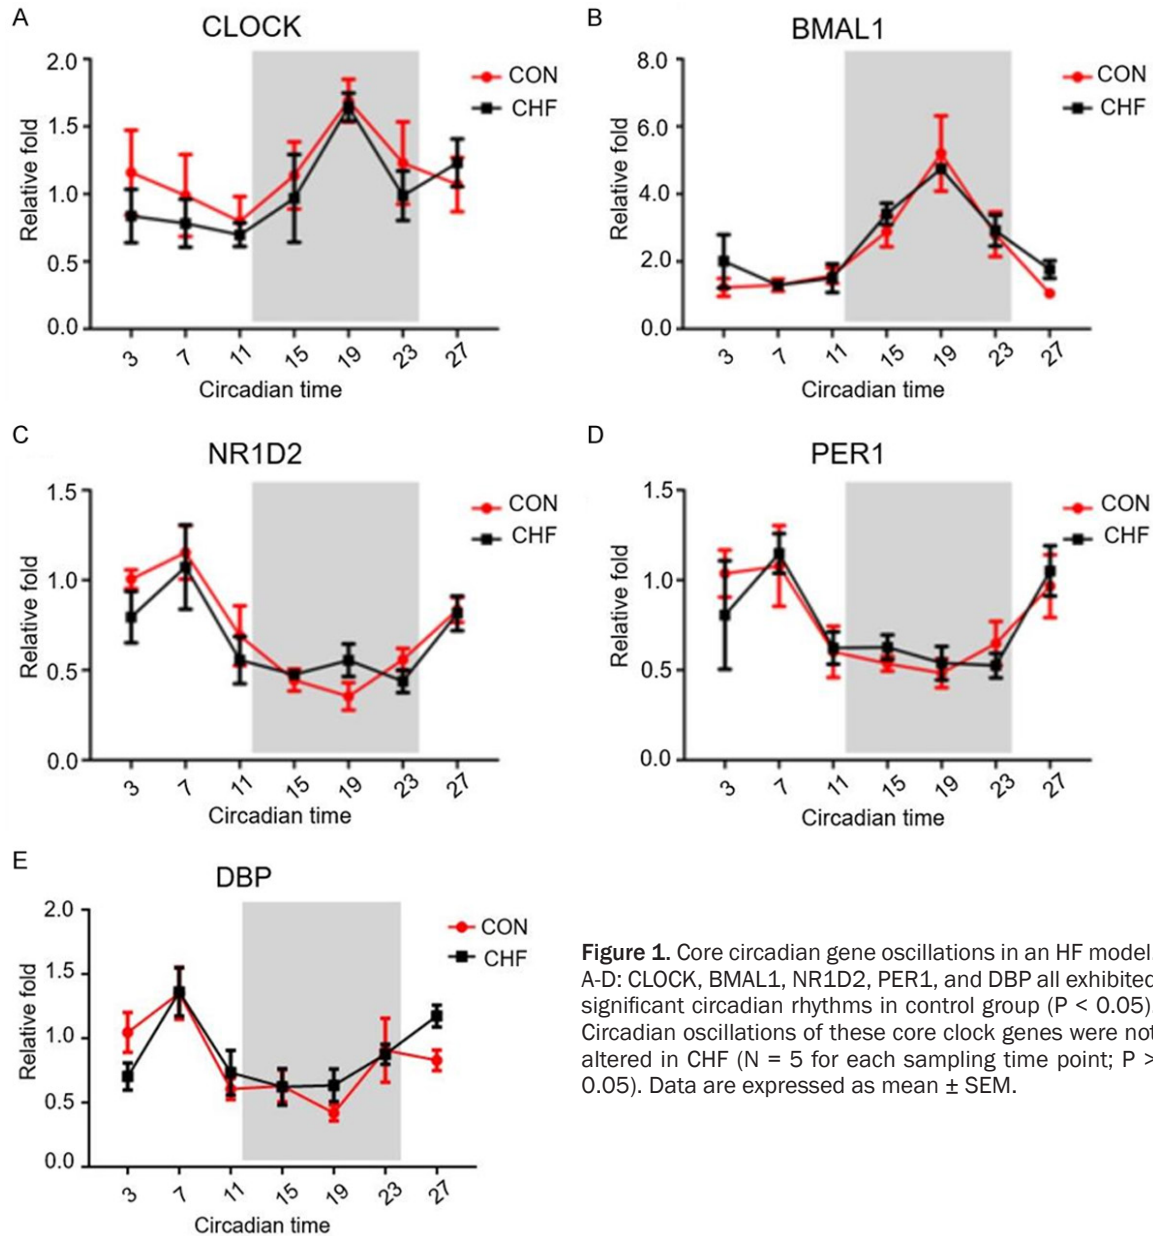 A
CLOCK
2.0
1.5
1.0
0.5
0.0
Relative fold
3 7 11 15 19 23 27
Circadian time
CON
CHF
B
BMAL1
8.0
6.0
4.0
2.0
0.0
Relative fold
3 7 11 15 19 23 27
Circadian time
CON
CHF
C
NR1D2
1.5
1.0
0.5
0.0
Relative fold
3 7 11 15 19 23 27
Circadian time
CON
CHF
D
PER1
1.5
1.0
0.5
0.0
Relative fold
3 7 11 15 19 23 27
Circadian time
CON
CHF
E
DBP
2.0
1.5
1.0
0.5
0.0
Relative fold
3 7 11 15 19 23 27
Circadian time
CON
CHF
Figure 1. Core circadian gene oscillations in an HF model.
A-D: CLOCK, BMAL1, NR1D2, PER1, and DBP all exhibited
significant circadian rhythms in control group (P < 0.05).
Circadian oscillations of these core clock genes were not
altered in CHF (N = 5 for each sampling time point; P >
0.05). Data are expressed as mean ± SEM.